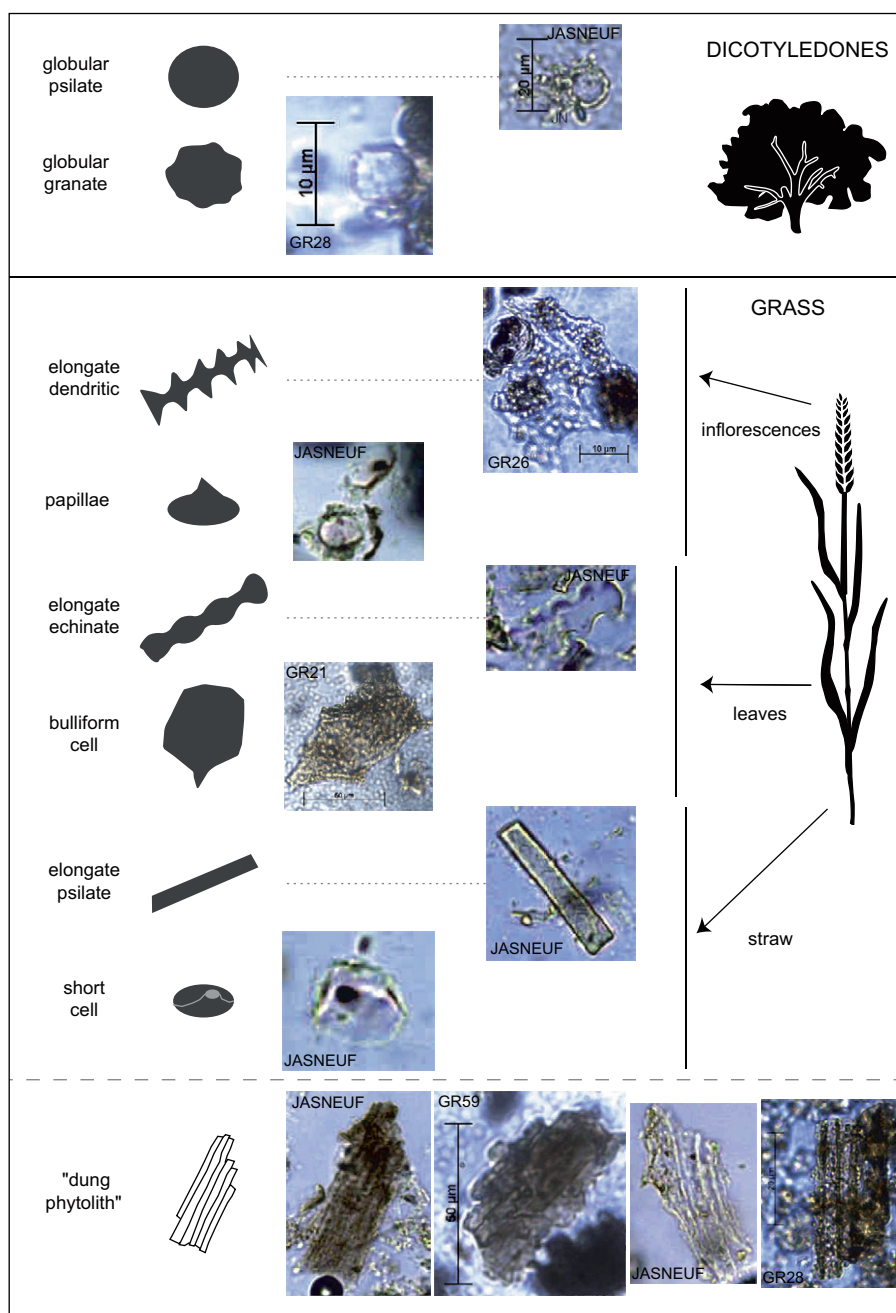 globular
psilate
JASNEUF
20 µm
JN
DICOTYLEDONES
globular
granate
10 µm
GR28
GRASS
elongate
dendritic
GR26
10 µm
inflorescences
papillae
JASNEUF
elongate
echinate
JASNEUF
bulliform
cell
GR21
leaves
elongate
psilate
JASNEUF
straw
short
cell
JASNEUF
"dung
phytolith"
JASNEUF
GR59
60 µm
JASNEUF
GR28